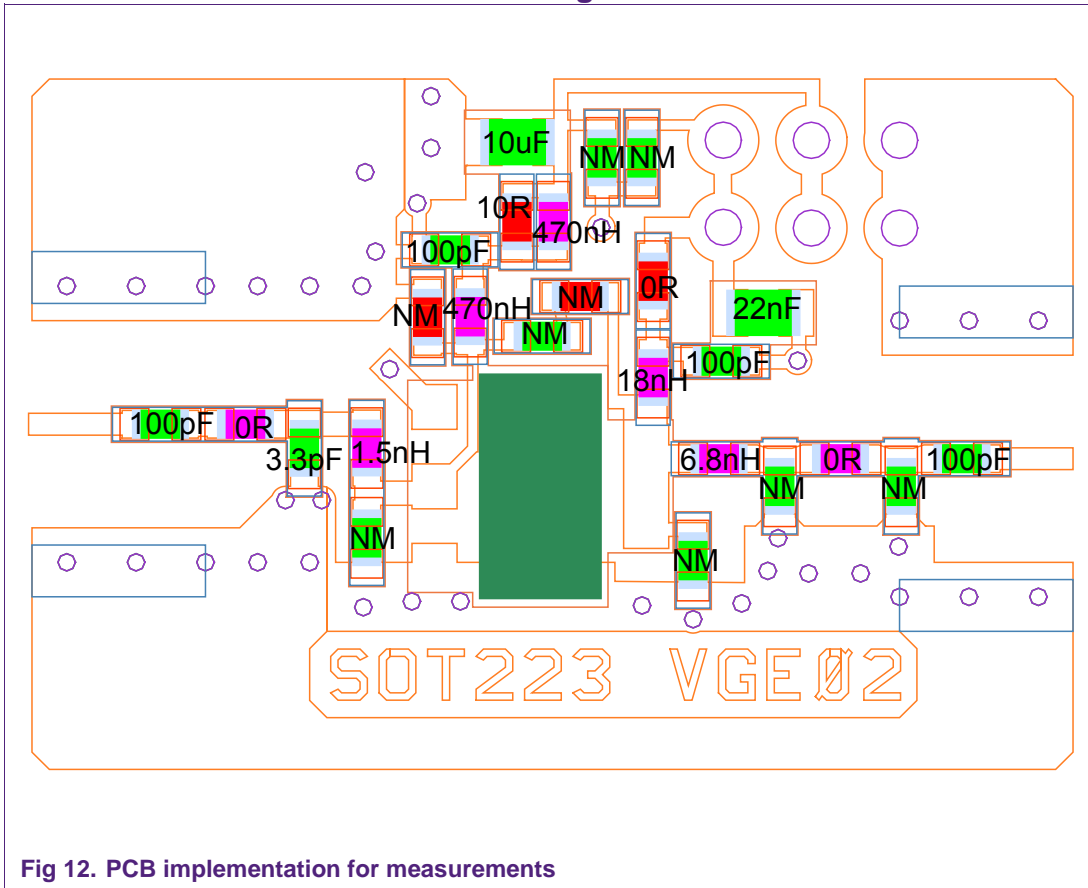 10uF
NM
NM
10R
470nH
100pF
0R
NM
NM
470nH
22nF
NM
100pF
18nH
100pF
0R
3.3pF
1.5nH
6.8nH
0R
100pF
NM
NM
NM
NM
SOT223 VGEØ2
Fig 12. PCB implementation for measurements